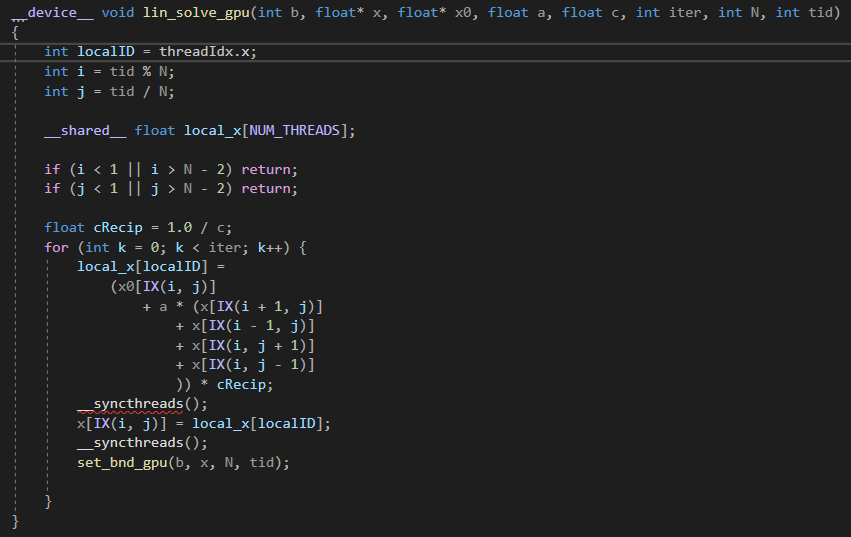 __device__ void lin_solve_gpu(int b, float* x, float* x0, float a, float c, int iter, int N, int tid)
{
    int localID = threadIdx.x;
    int i = tid % N;
    int j = tid / N;

    __shared__ float local_x[NUM_THREADS];

    if (i < 1 || i > N - 2) return;
    if (j < 1 || j > N - 2) return;

    float cRecip = 1.0 / c;
    for (int k = 0; k < iter; k++) {
        local_x[localID] =
            (x0[IX(i, j)]
                + a * (x[IX(i + 1, j)]
                    + x[IX(i - 1, j)]
                    + x[IX(i, j + 1)]
                    + x[IX(i, j - 1)]
                    )) * cRecip;
        __syncthreads();
        x[IX(i, j)] = local_x[localID];
        __syncthreads();
        set_bnd_gpu(b, x, N, tid);

    }
}